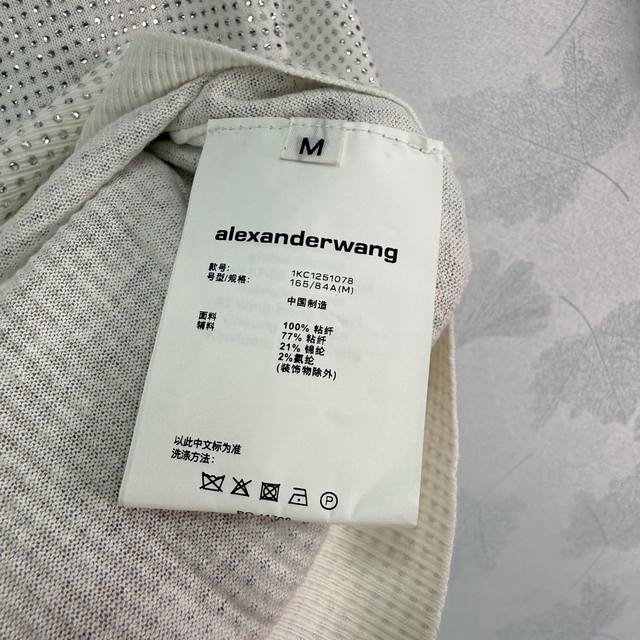 M
alexanderwang
款号: 1KC1251078
号型/规格: 165/84A(M)
中国制造
面料 100% 粘纤
辅料 77% 粘纤
21% 锦纶
2%氨纶
(装饰物除外)
以此中文标为准
洗涤方法:
P